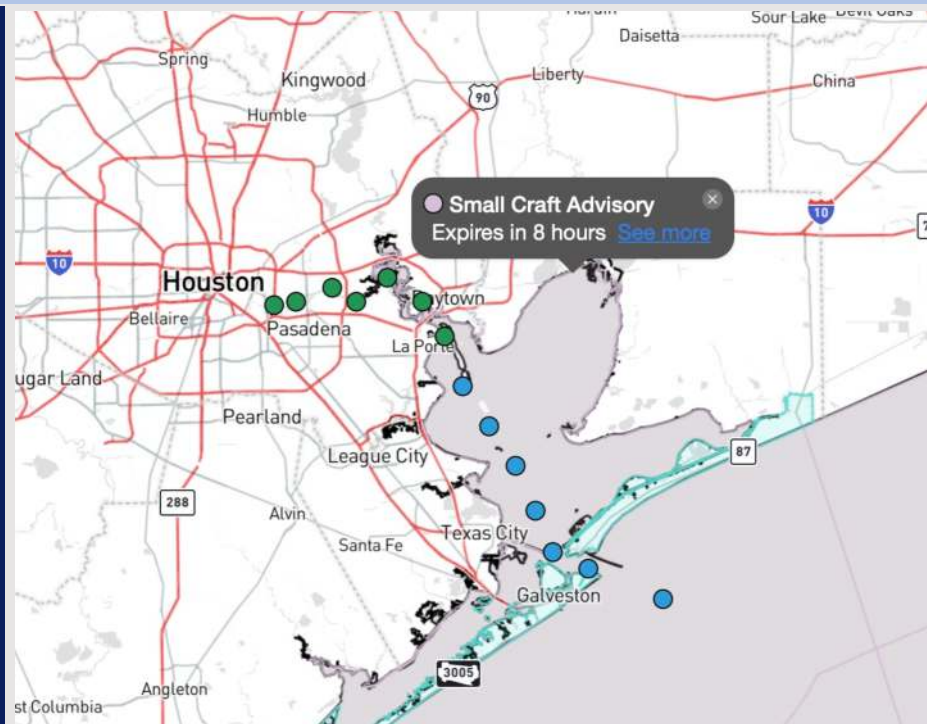 Sour Lake
Daisetta
Spring
Kingwood
Liberty
China
90
Humble
Small Craft Advisory
Expires in 8 hours See more
10
10
Houston
Baytown
Bellaire
Pasadena
La Porte
ugar Land
Pearland
League City
87
288
Alvin
Texas City
Santa Fe
Galveston
3005
Angleton
st Columbia